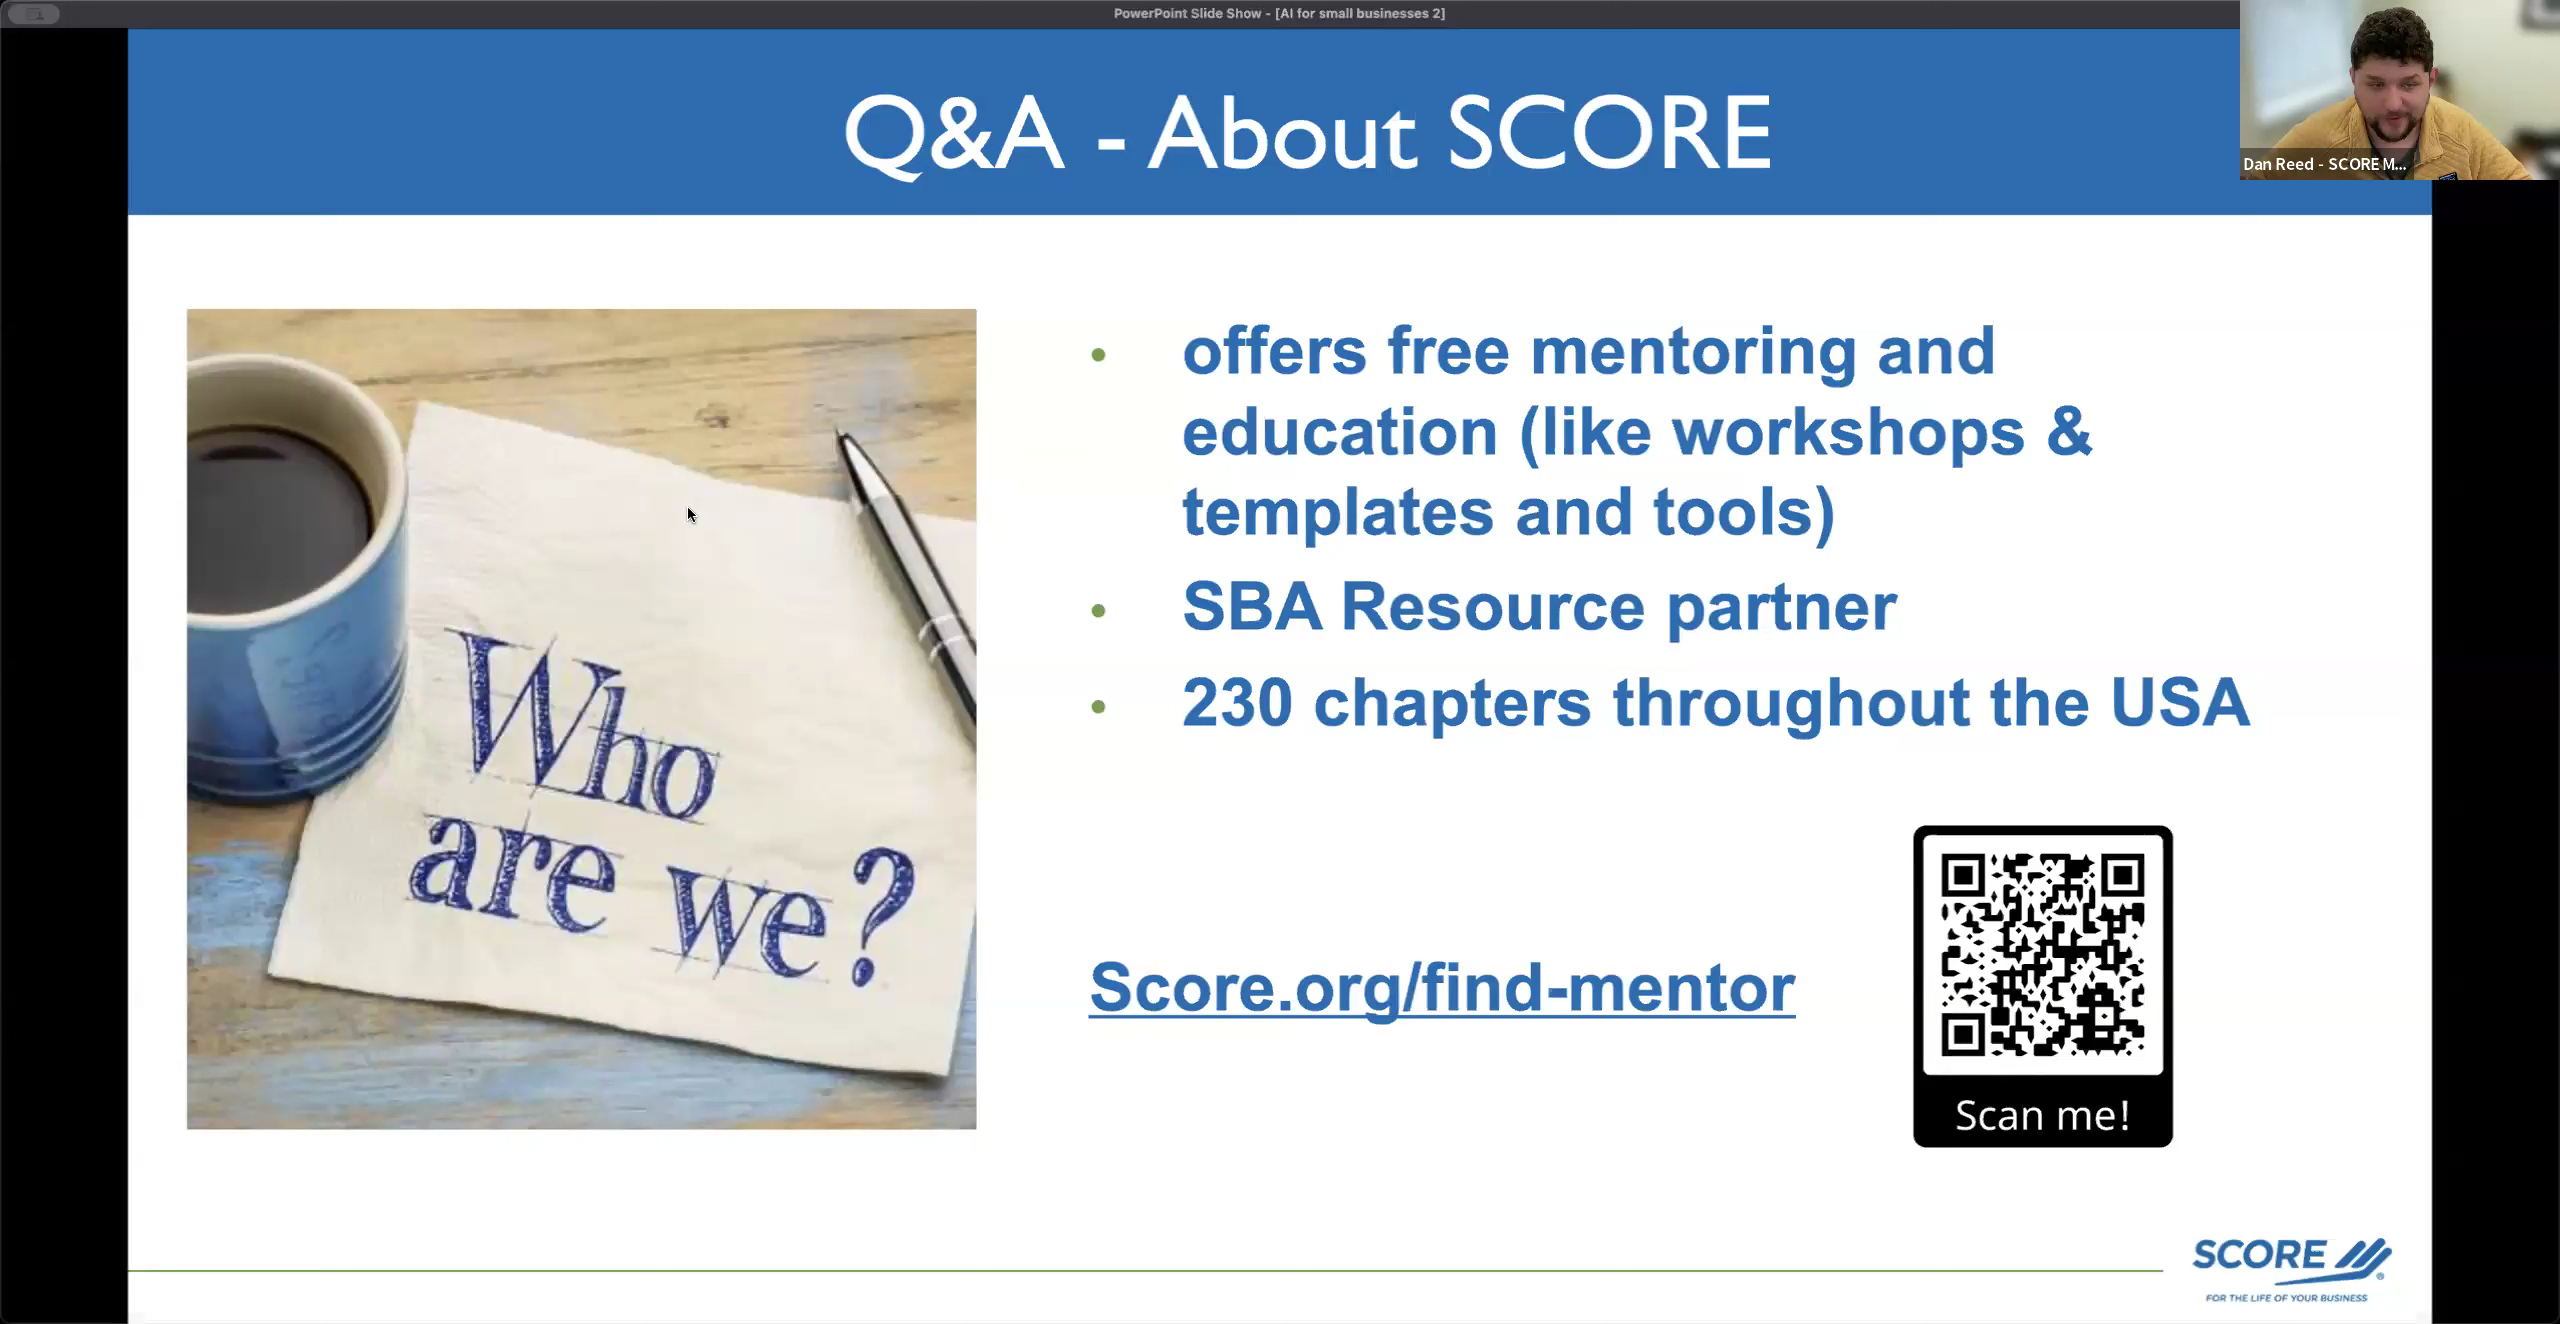 PowerPoint Slide Show - [AI for small businesses 2]
Q&A - About SCORE
Dan Reed - SCORE M...
Who
are we?
• offers free mentoring and
education (like workshops &
templates and tools)
• SBA Resource partner
• 230 chapters throughout the USA
Score.org/find-mentor
Scan me!
SCORE
®
FOR THE LIFE OF YOUR BUSINESS